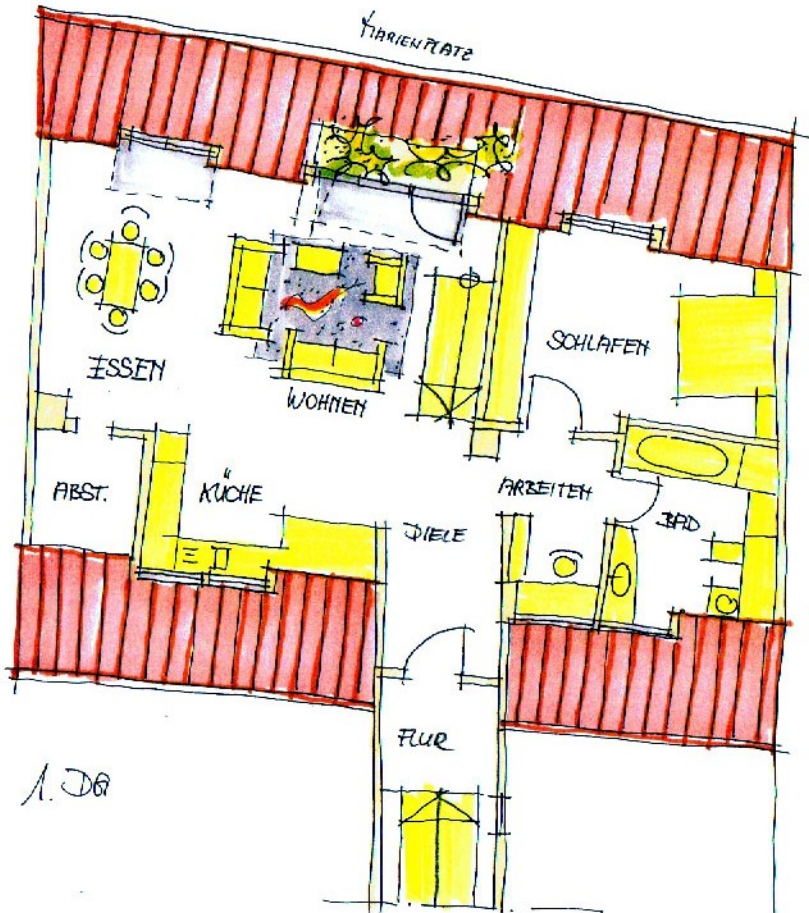 MARIENPLATZ
SCHLAFEN
ESSEN
WOHNEN
ABST.
KÜCHE
ARBEITEN
DIELE
BAD
FLUR
1. DG